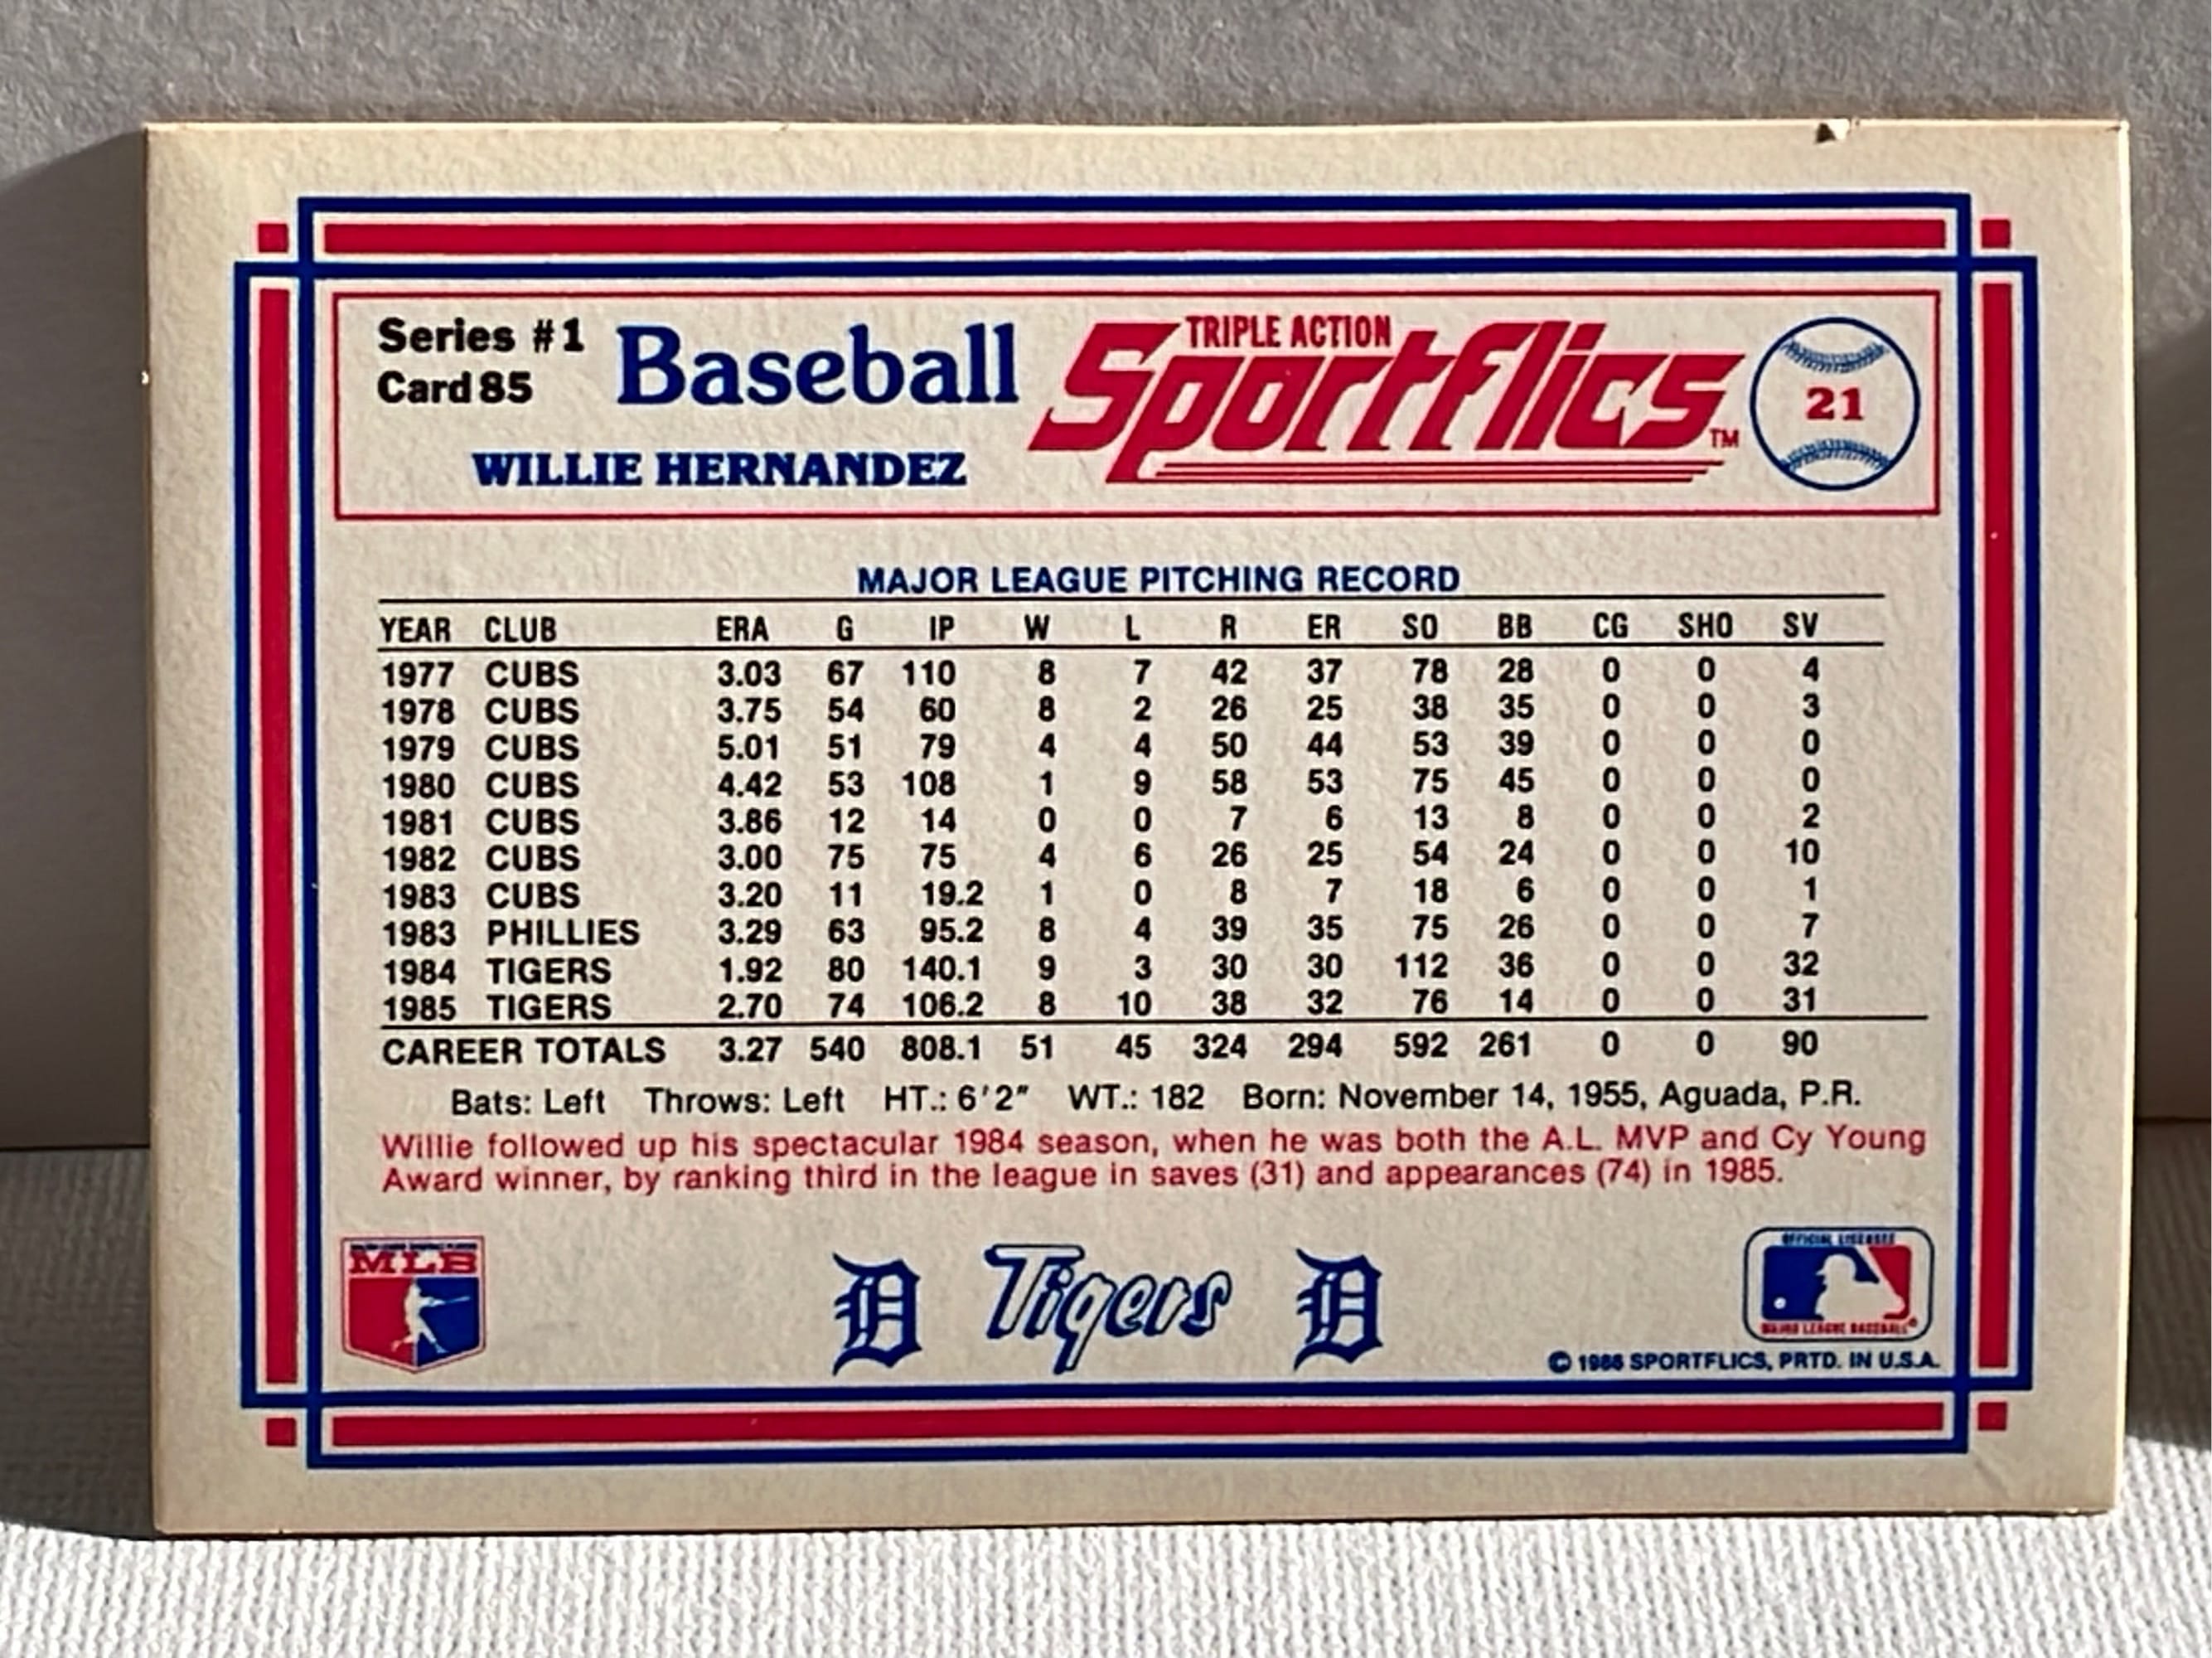 Series #1
Card 85
Baseball
TRIPLE ACTION
Sportflics™
21
WILLIE HERNANDEZ
MAJOR LEAGUE PITCHING RECORD
YEAR CLUB ERA G IP W L R ER SO BB CG SHO SV
1977 CUBS 3.03 67 110 8 7 42 37 78 28 0 0 4
1978 CUBS 3.75 54 60 8 2 26 25 38 35 0 0 3
1979 CUBS 5.01 51 79 4 4 50 44 53 39 0 0 0
1980 CUBS 4.42 53 108 1 9 58 53 75 45 0 0 0
1981 CUBS 3.86 12 14 0 0 7 6 13 8 0 0 2
1982 CUBS 3.00 75 75 4 6 26 25 54 24 0 0 10
1983 CUBS 3.20 11 19.2 1 0 8 7 18 6 0 0 1
1983 PHILLIES 3.29 63 95.2 8 4 39 35 75 26 0 0 7
1984 TIGERS 1.92 80 140.1 9 3 30 30 112 36 0 0 32
1985 TIGERS 2.70 74 106.2 8 10 38 32 76 14 0 0 31
CAREER TOTALS 3.27 540 808.1 51 45 324 294 592 261 0 0 90
Bats: Left Throws: Left HT.: 6'2" WT.: 182 Born: November 14, 1955, Aguada, P.R.
Willie followed up his spectacular 1984 season, when he was both the A.L. MVP and Cy Young
Award winner, by ranking third in the league in saves (31) and appearances (74) in 1985.
MLB
D Tigers D
OFFICIAL LICENSEE
MAJOR LEAGUE BASEBALL®
© 1986 SPORTFLICS, PRTD. IN U.S.A.